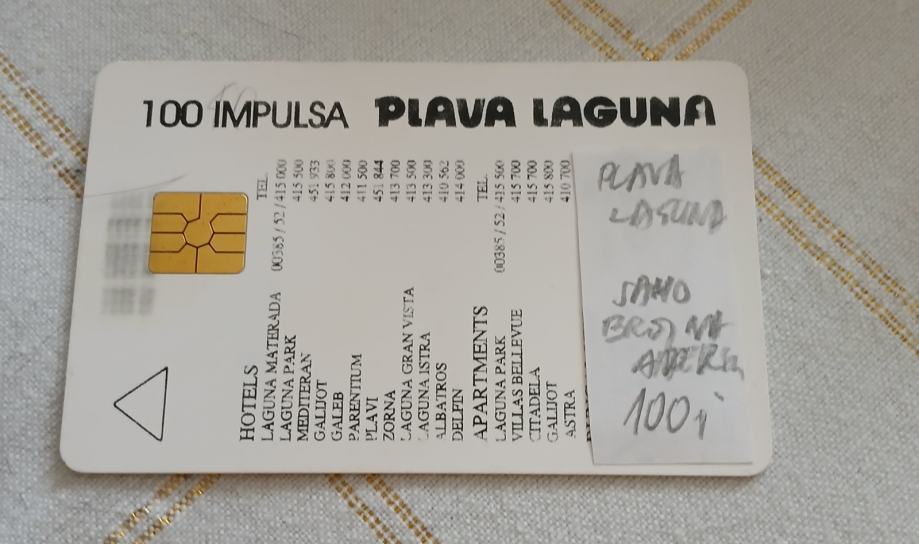 100 IMPULSA PLAVA LAGUNA
HOTELS TEL.
LAGUNA MATERADA 00385 / 52 / 415 000
LAGUNA PARK 415 500
MEDITERAN 451 933
GALIJOT 415 800
GALEB 412 000
PARENTIUM 411 500
PLAVI 451 844
ZORNA 413 700
LAGUNA GRAN VISTA 413 500
LAGUNA ISTRA 413 300
ALBATROS 410 562
DELFIN 414 000
APARTMENTS TEL.
LAGUNA PARK 00385 / 52 / 415 500
VILLAS BELLEVUE 415 700
CITADELA 415 700
GALIJOT 415 800
ASTRA 410 700
PLAVA
LAGUNA
SAMO
BROJ NA
100